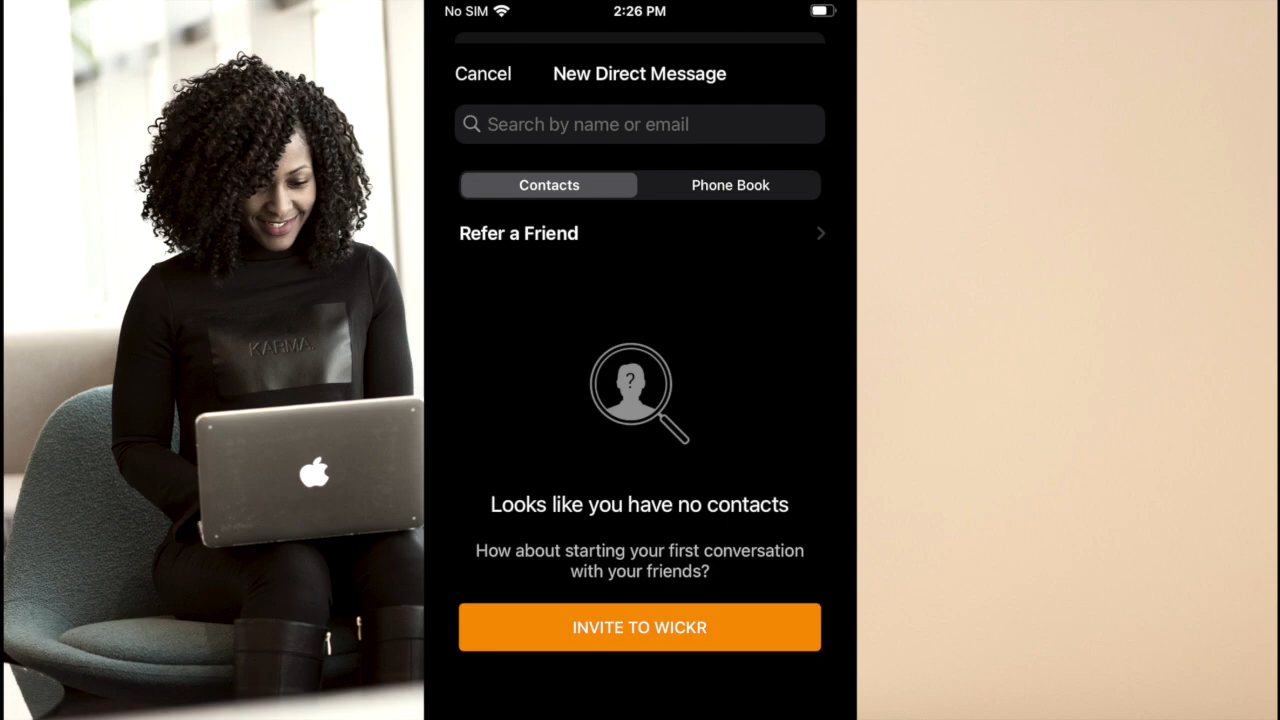 No SIM
2:26 PM
Cancel
New Direct Message
Search by name or email
Contacts
Phone Book
Refer a Friend
KARMA.
?
Looks like you have no contacts
How about starting your first conversation
with your friends?
INVITE TO WICKR